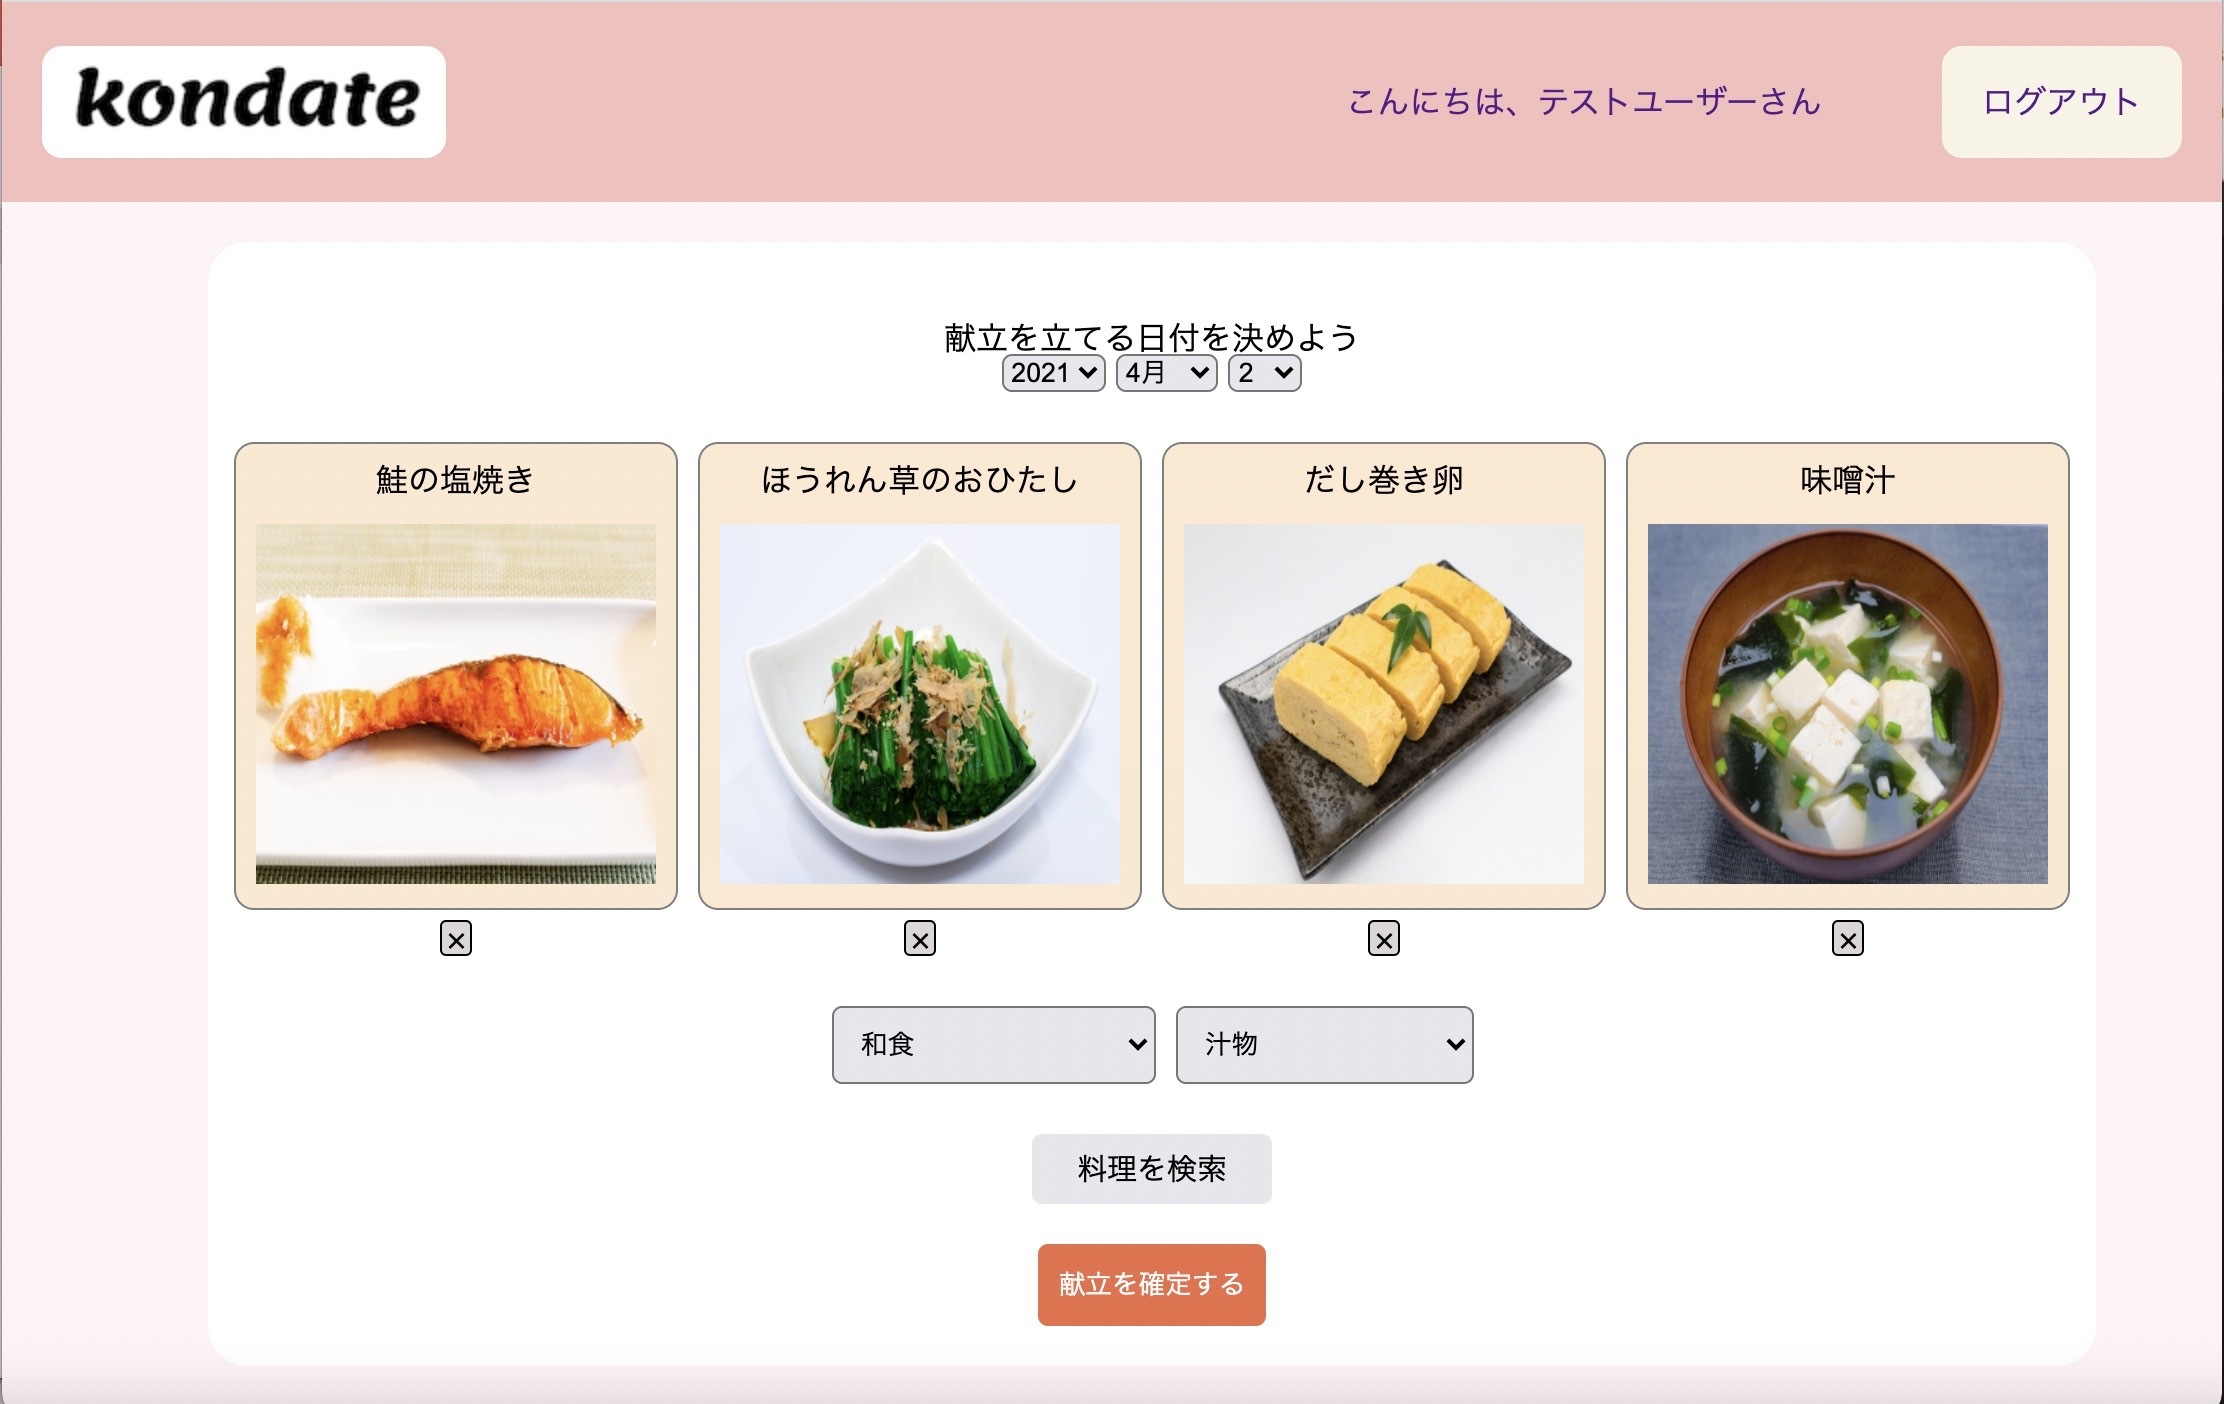 kondate
こんにちは、テストユーザーさん
ログアウト
献立を立てる日付を決めよう
2021 4月 2
鮭の塩焼き
ほうれん草のおひたし
だし巻き卵
味噌汁
× × × ×
和食
汁物
料理を検索
献立を確定する